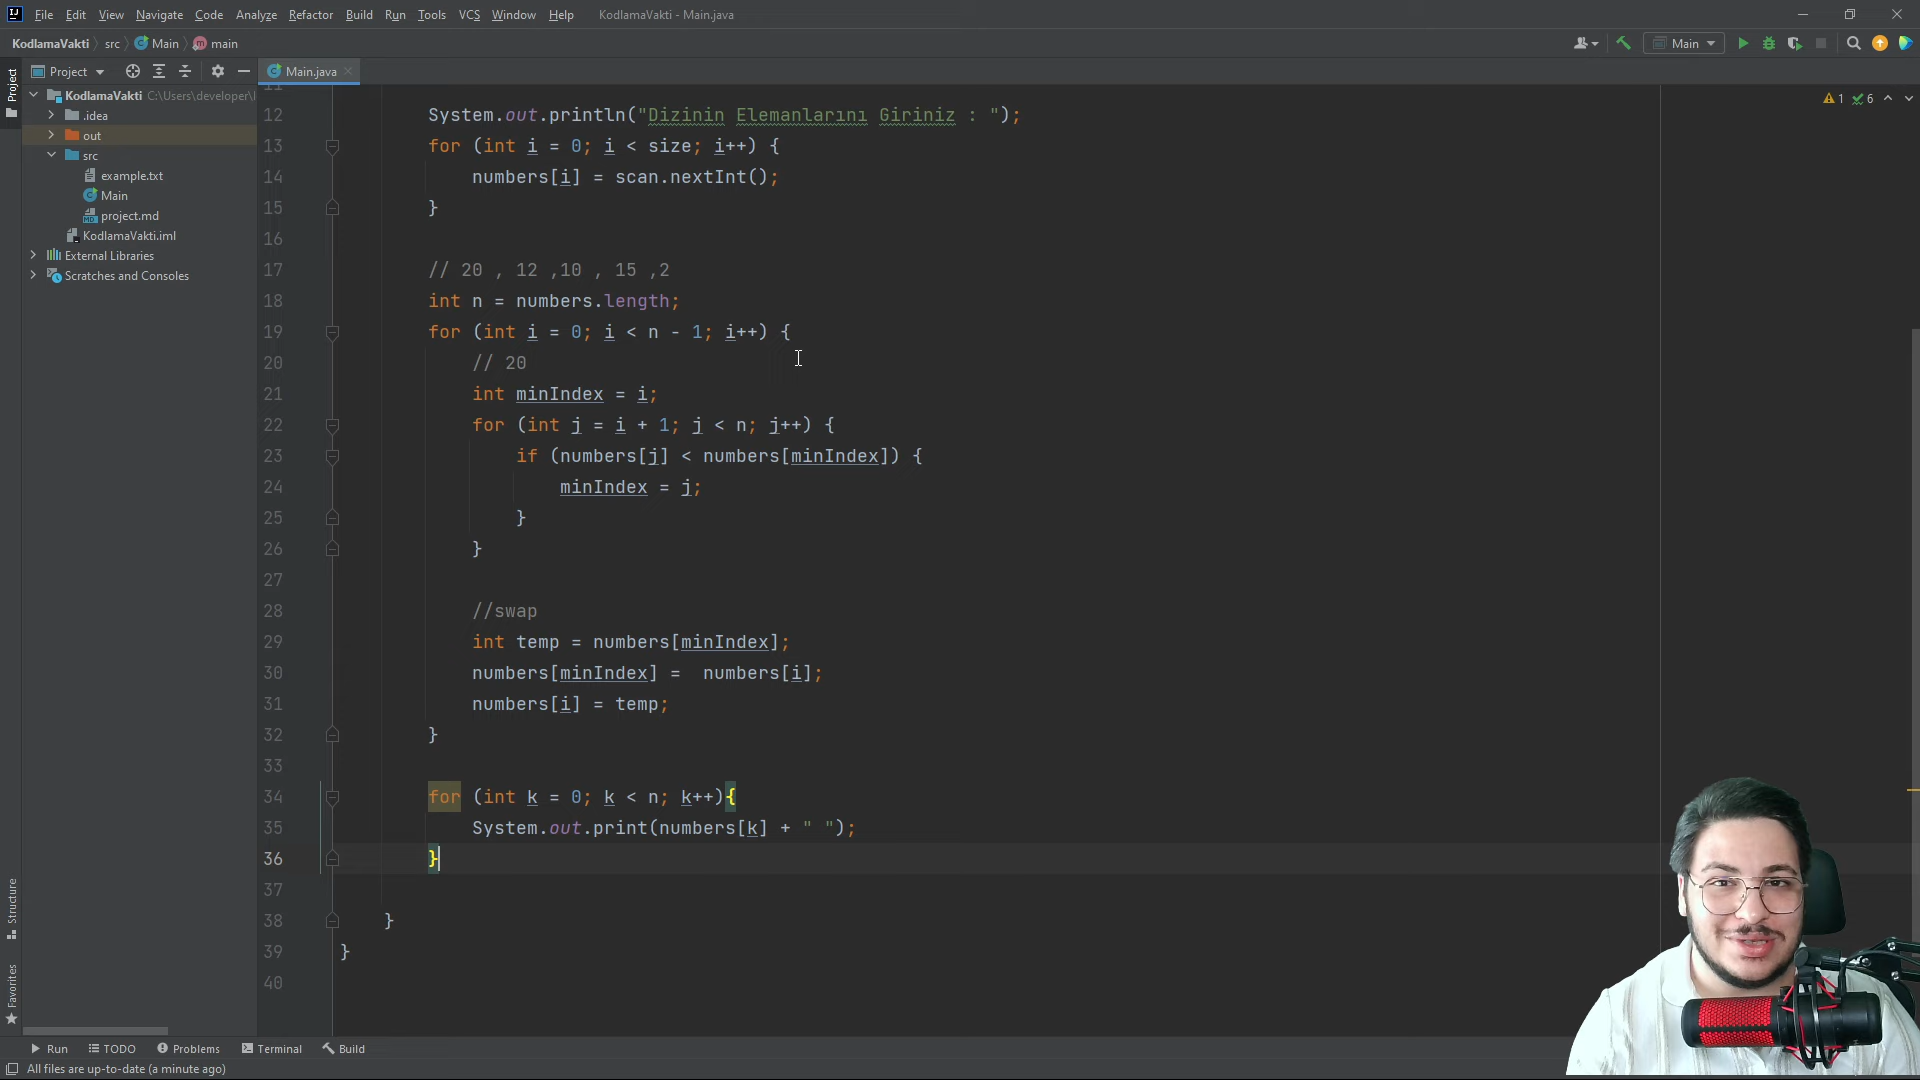 File Edit View Navigate Code Analyze Refactor Build Run Tools VCS Window Help KodlamaVakti - Main.java
KodlamaVakti src Main main Main
Project Main.java
Project
KodlamaVakti C:\Users\developer\I
.idea
out
src
example.txt
Main
project.md
KodlamaVakti.iml
External Libraries
Scratches and Consoles
1 6
11
12 System.out.println("Dizinin Elemanlarını Giriniz : ");
13 for (int i = 0; i < size; i++) {
14 numbers[i] = scan.nextInt();
15 }
16
17 // 20 , 12 ,10 , 15 ,2
18 int n = numbers.length;
19 for (int i = 0; i < n - 1; i++) {
20 // 20
21 int minIndex = i;
22 for (int j = i + 1; j < n; j++) {
23 if (numbers[j] < numbers[minIndex]) {
24 minIndex = j;
25 }
26 }
27
28 //swap
29 int temp = numbers[minIndex];
30 numbers[minIndex] =  numbers[i];
31 numbers[i] = temp;
32 }
33
34 for (int k = 0; k < n; k++){
35 System.out.print(numbers[k] + " ");
36 }
37
38 }
39 }
40
Structure
Favorites
Run TODO Problems Terminal Build
All files are up-to-date (a minute ago)